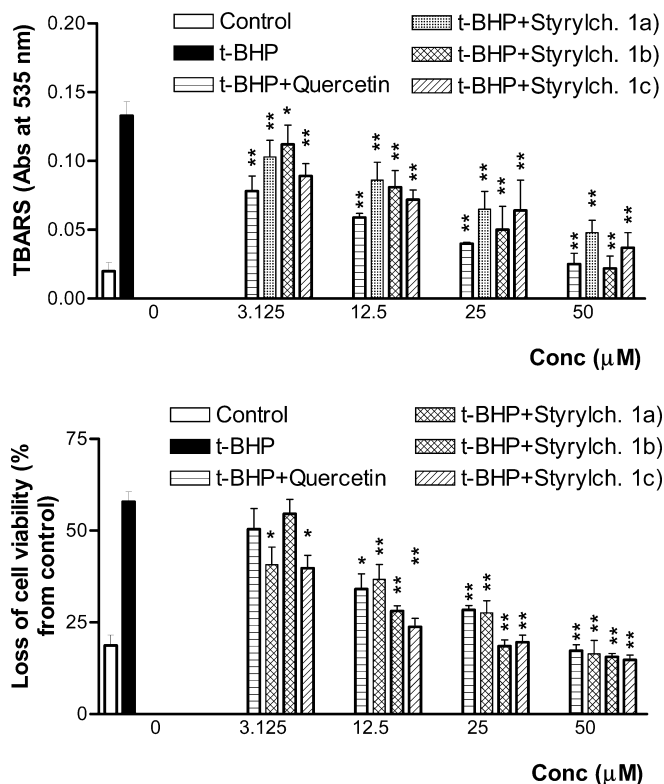 Control
t-BHP
t-BHP+Quercetin
t-BHP+Styrylch. 1a)
t-BHP+Styrylch. 1b)
t-BHP+Styrylch. 1c)
TBARS (Abs at 535 nm)
0.20
0.15
0.10
0.05
0.00
** ** * **
** ** ** **
** ** ** **
** ** ** **
0 3.125 12.5 25 50
Conc (μM)
Control
t-BHP
t-BHP+Quercetin
t-BHP+Styrylch. 1a)
t-BHP+Styrylch. 1b)
t-BHP+Styrylch. 1c)
Loss of cell viability (%
from control)
75
50
25
0
* *
* ** ** **
** ** ** **
** ** ** **
0 3.125 12.5 25 50
Conc (μM)